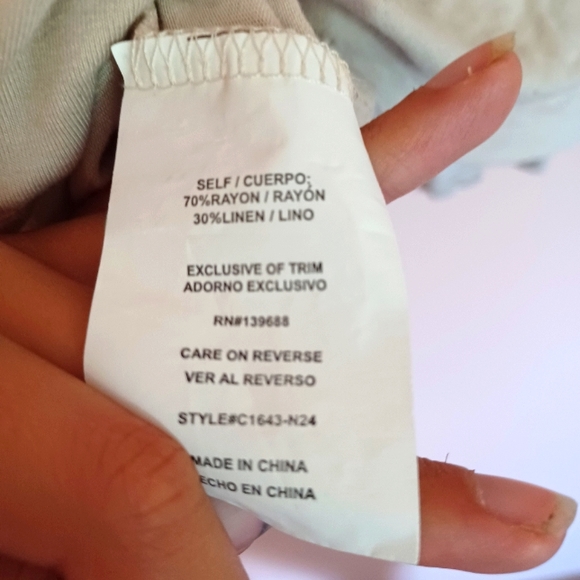 SELF / CUERPO:
70%RAYON / RAYÓN
30%LINEN / LINO
EXCLUSIVE OF TRIM
ADORNO EXCLUSIVO
RN#139688
CARE ON REVERSE
VER AL REVERSO
STYLE#C1643-N24
MADE IN CHINA
ECHO EN CHINA